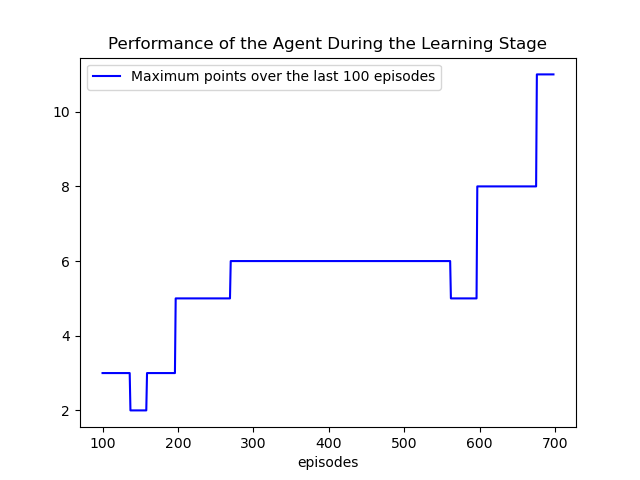 Performance of the Agent During the Learning Stage
Maximum points over the last 100 episodes
10
8
6
4
2
100 200 300 400 500 600 700
episodes